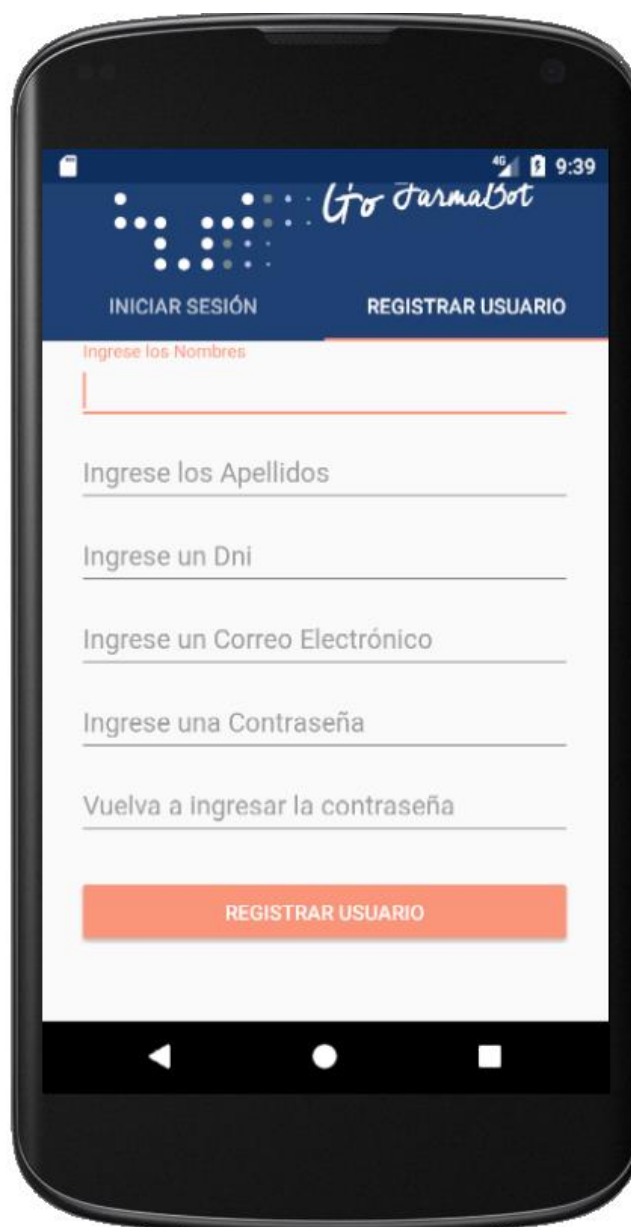 4G 9:39
Go FarmaBot
INICIAR SESIÓN REGISTRAR USUARIO
Ingrese los Nombres
Ingrese los Apellidos
Ingrese un Dni
Ingrese un Correo Electrónico
Ingrese una Contraseña
Vuelva a ingresar la contraseña
REGISTRAR USUARIO